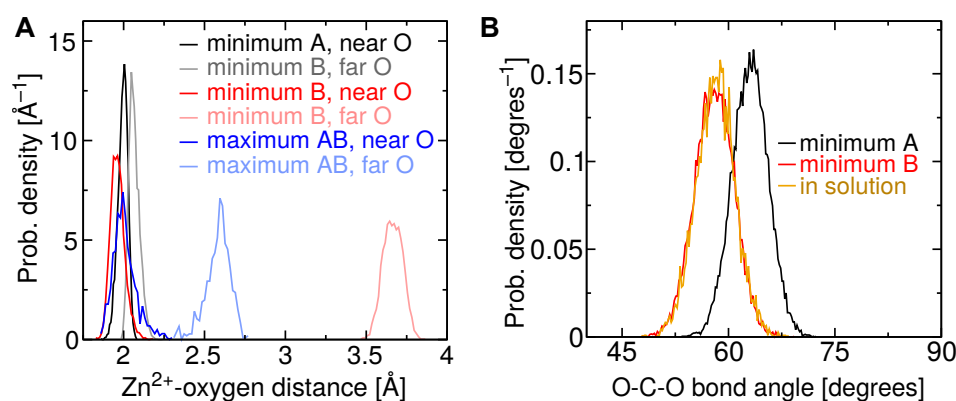 A
Prob. density [Å⁻¹]
15
10
5
0
minimum A, near O
minimum B, far O
minimum B, near O
minimum B, far O
maximum AB, near O
maximum AB, far O
2
2.5
3
3.5
4
Zn²⁺-oxygen distance [Å]
B
Prob. density [degres⁻¹]
0.15
0.1
0.05
0
minimum A
minimum B
in solution
45
60
75
90
O-C-O bond angle [degrees]